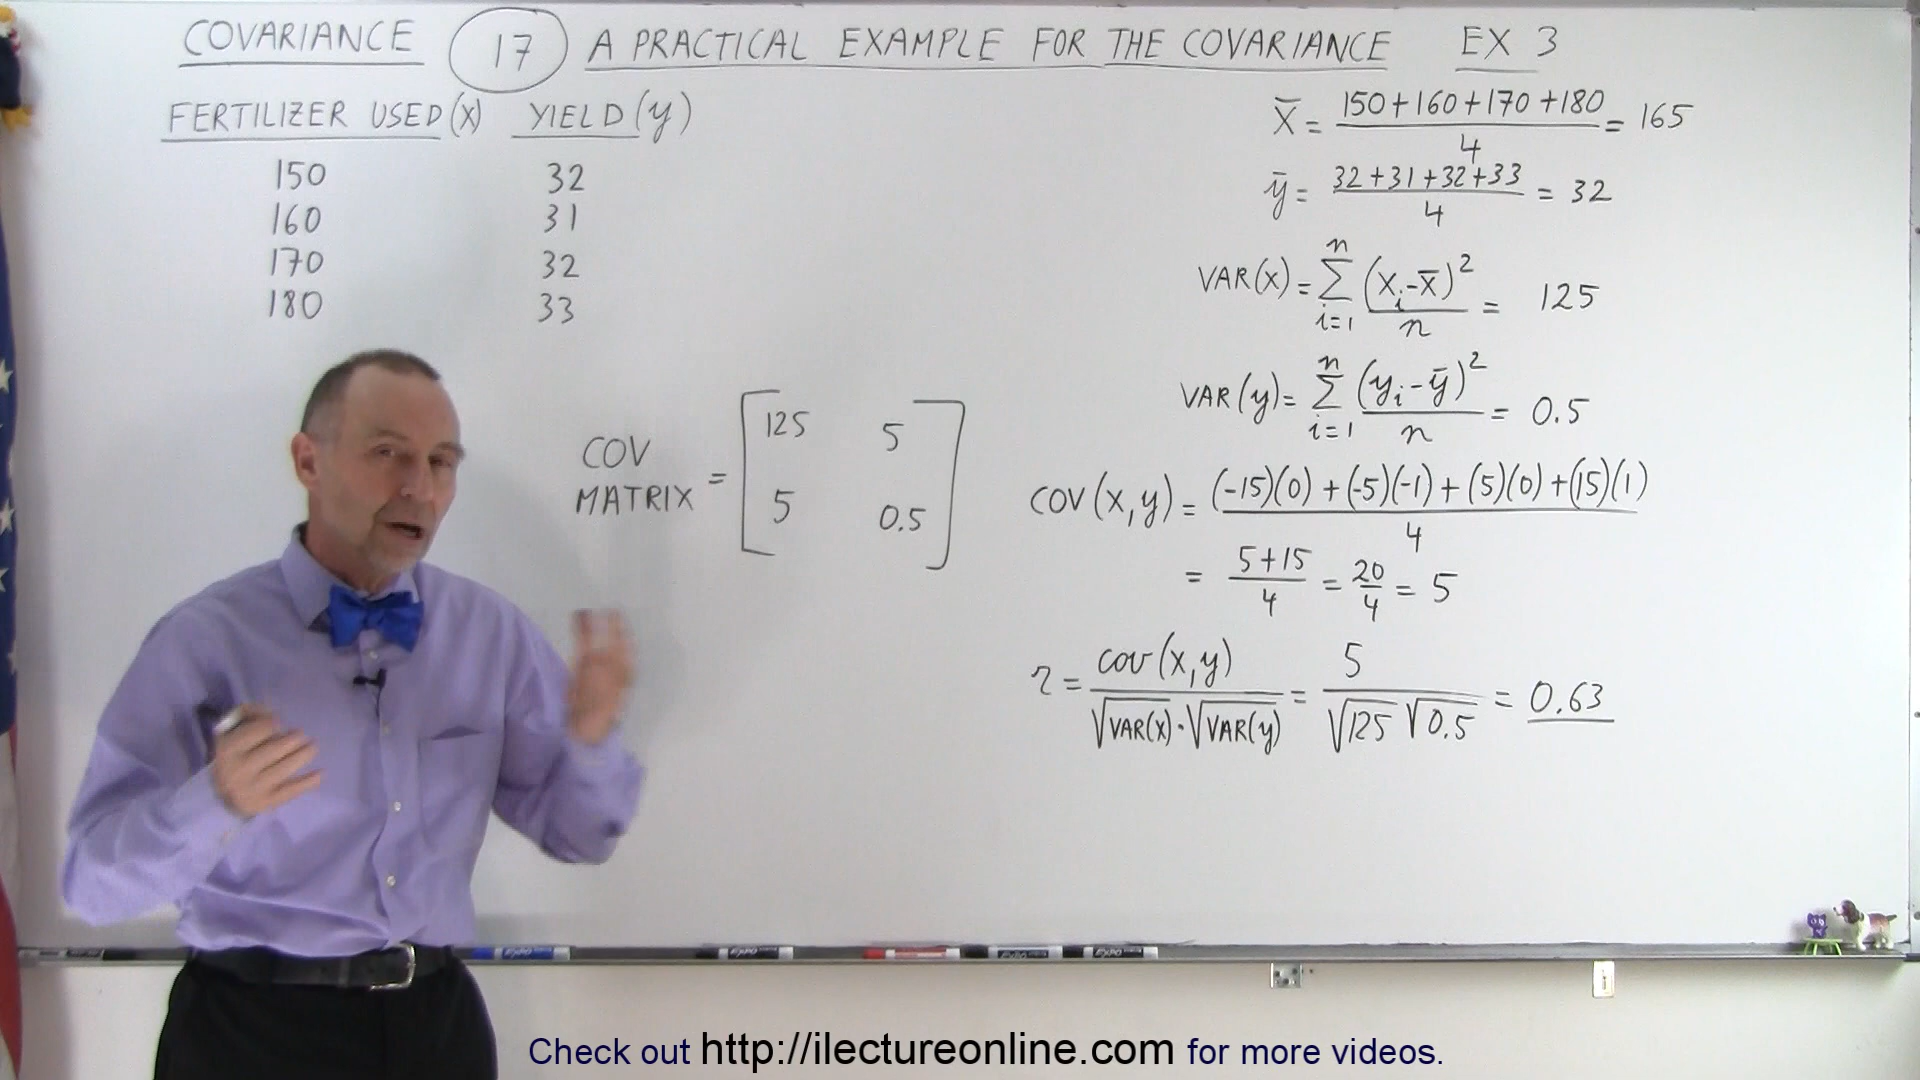 COVARIANCE 17 A PRACTICAL EXAMPLE FOR THE COVARIANCE EX 3
FERTILIZER USED (X) YIELD (y)
150 32
160 31
170 32
180 33
COV MATRIX = [125 5
5 0.5]
x̄ = (150+160+170+180)/4 = 165
ȳ = (32+31+32+33)/4 = 32
VAR(X) = Σ_{i=1}^{n} (x_i-x̄)²/n = 125
VAR(y) = Σ_{i=1}^{n} (y_i-ȳ)²/n = 0.5
COV(X,y) = ((-15)(0)+(-5)(-1)+(5)(0)+(15)(1))/4
= (5+15)/4 = 20/4 = 5
r = cov(x,y)/(√VAR(X)·√VAR(y)) = 5/(√125 √0.5) = 0.63
Check out http://ilectureonline.com for more videos.